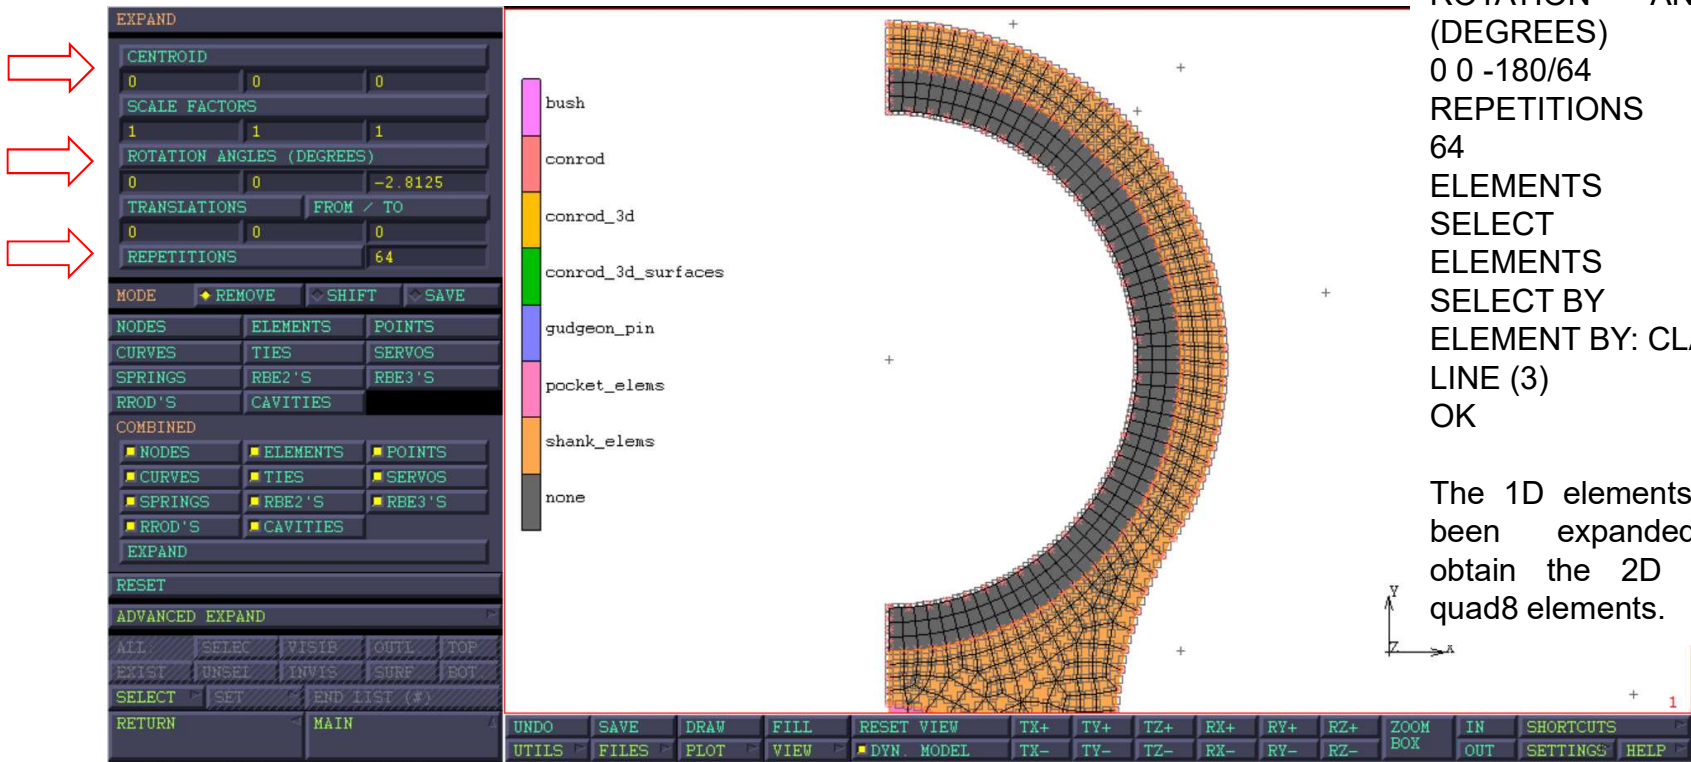 EXPAND
CENTROID
0 0 0
SCALE FACTORS
1 1 1
ROTATION ANGLES (DEGREES)
0 0 -2.8125
TRANSLATIONS FROM / TO
0 0 0
REPETITIONS 64
MODE REMOVE SHIFT SAVE
NODES ELEMENTS POINTS
CURVES TIES SERVOS
SPRINGS RBE2'S RBE3'S
RROD'S CAVITIES
COMBINED
NODES ELEMENTS POINTS
CURVES TIES SERVOS
SPRINGS RBE2'S RBE3'S
RROD'S CAVITIES
EXPAND
RESET
ADVANCED EXPAND
ALL: SELEC VISIB OUTL TOP
EXIST UNSEL INVIS SURF BOT
SELECT SET END LIST (#)
RETURN MAIN
bush
conrod
conrod_3d
conrod_3d_surfaces
gudgeon_pin
pocket_elems
shank_elems
none
Y
Z X
1
UNDO SAVE DRAW FILL RESET VIEW TX+ TY+ TZ+ RX+ RY+ RZ+ ZOOM BOX IN SHORTCUTS
UTILS FILES PLOT VIEW DYN. MODEL TX- TY- TZ- RX- RY- RZ- OUT SETTINGS HELP
ROTATION AN
(DEGREES)
0 0 -180/64
REPETITIONS
64
ELEMENTS
SELECT
ELEMENTS
SELECT BY
ELEMENT BY: CLA
LINE (3)
OK
The 1D elements
been expanded
obtain the 2D
quad8 elements.